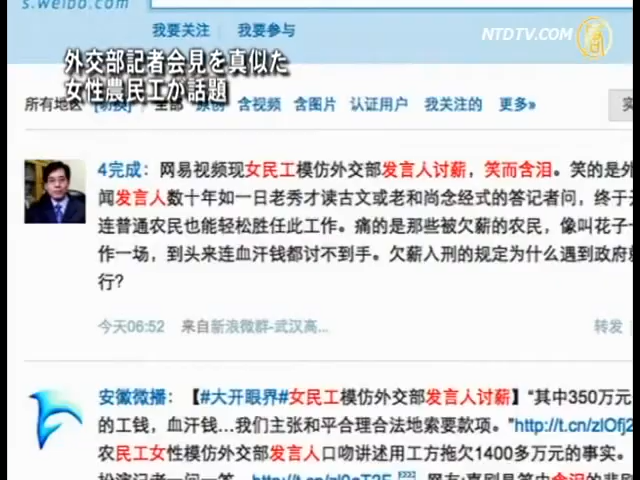 s.weibo.com
我要关注 我要参与
NTDTV.COM
外交部記者会見を真似た
女性農民工が話題
所有地区 [切换] 全部 原创 含视频 含图片 认证用户 我关注的 更多»
4完成：网易视频现女民工模仿外交部发言人讨薪，笑而含泪。笑的是外
闻发言人数十年如一日老秀才读古文或老和尚念经式的答记者问，终于
连普通农民也能轻松胜任此工作。痛的是那些被欠薪的农民，像叫花子
作一场，到头来连血汗钱都讨不到手。欠薪入刑的规定为什么遇到政府
行?
今天06:52 来自新浪微群-武汉高... 转发
安徽微播：【#大开眼界#女民工模仿外交部发言人讨薪】“其中350万元
的工钱，血汗钱...我们主张和平合理合法地索要款项。”http://t.cn/zlOfj2
农民工女性模仿外交部发言人口吻讲述用工方拖欠1400多万元的事实。
扮演记者一问一答。